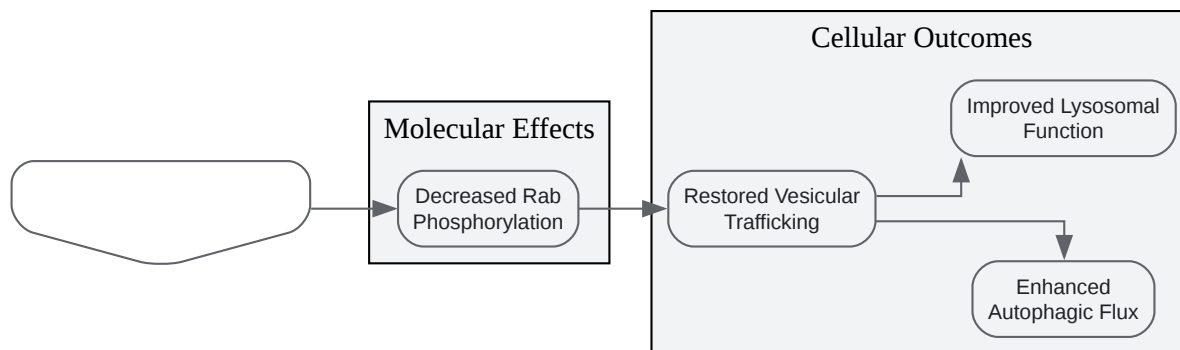 Cellular Outcomes
Improved Lysosomal
Function
Molecular Effects
Decreased Rab
Phosphorylation
Restored Vesicular
Trafficking
Enhanced
Autophagic Flux